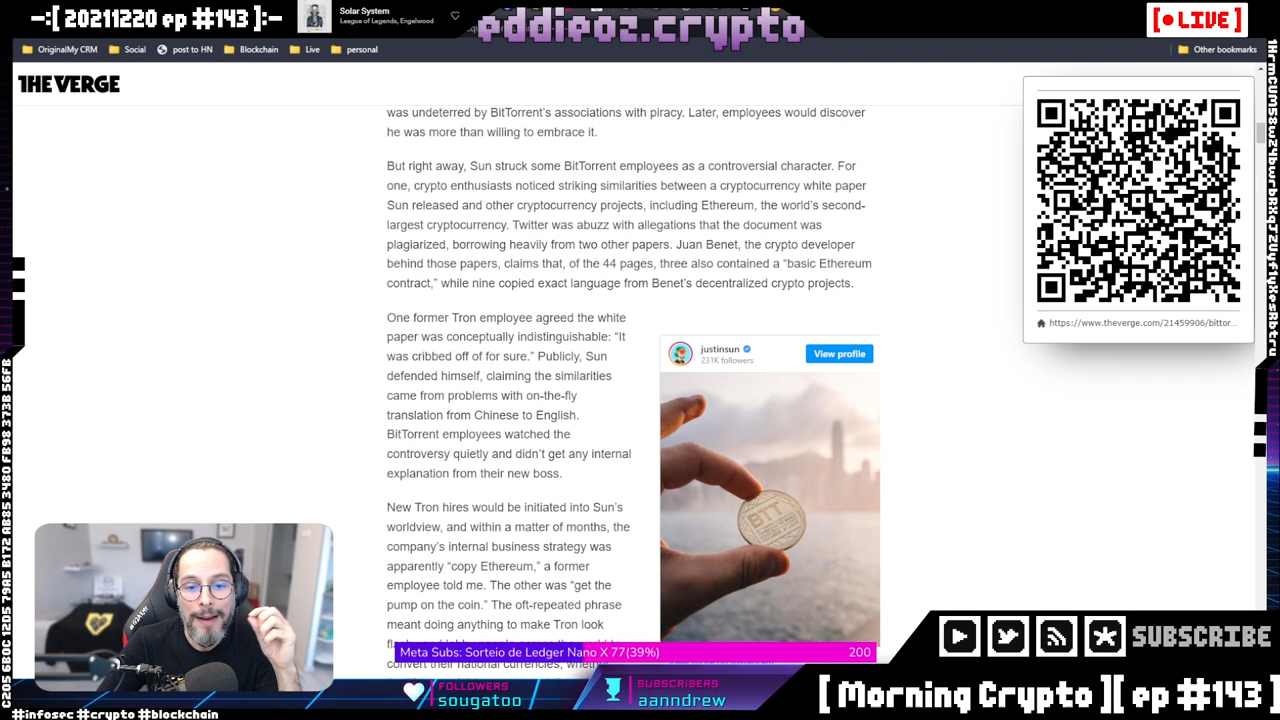 -:[ 20211220 ep #143 ]:-
Solar System
League of Legends, Engelwood
eddieoz.crypto
[ • LIVE ]
OriginalMy CRM
Social
post to HN
Blockchain
Live
personal
Other bookmarks
THE VERGE
was undeterred by BitTorrent's associations with piracy. Later, employees would discover
he was more than willing to embrace it.
But right away, Sun struck some BitTorrent employees as a controversial character. For
one, crypto enthusiasts noticed striking similarities between a cryptocurrency white paper
Sun released and other cryptocurrency projects, including Ethereum, the world's second-
largest cryptocurrency. Twitter was abuzz with allegations that the document was
plagiarized, borrowing heavily from two other papers. Juan Benet, the crypto developer
behind those papers, claims that, of the 44 pages, three also contained a “basic Ethereum
contract,” while nine copied exact language from Benet's decentralized crypto projects.
One former Tron employee agreed the white
paper was conceptually indistinguishable: “It
was cribbed off of for sure.” Publicly, Sun
defended himself, claiming the similarities
came from problems with on-the-fly
translation from Chinese to English.
BitTorrent employees watched the
controversy quietly and didn't get any internal
explanation from their new boss.
New Tron hires would be initiated into Sun's
worldview, and within a matter of months, the
company's internal business strategy was
apparently “copy Ethereum,” a former
employee told me. The other was “get the
pump on the coin.” The oft-repeated phrase
meant doing anything to make Tron look
convert their national currencies,
justinsun
231K followers
View profile
BTT
https://www.theverge.com/21459906/bittor...
Meta Subs: Sorteio de Ledger Nano X 77(39%)
200
FOLLOWERS
sougatoo
SUBSCRIBERS
aanndrew
SUBSCRIBE
[ Morning Crypto ][ ep #143 ]
#infosec #crypto #blockchain